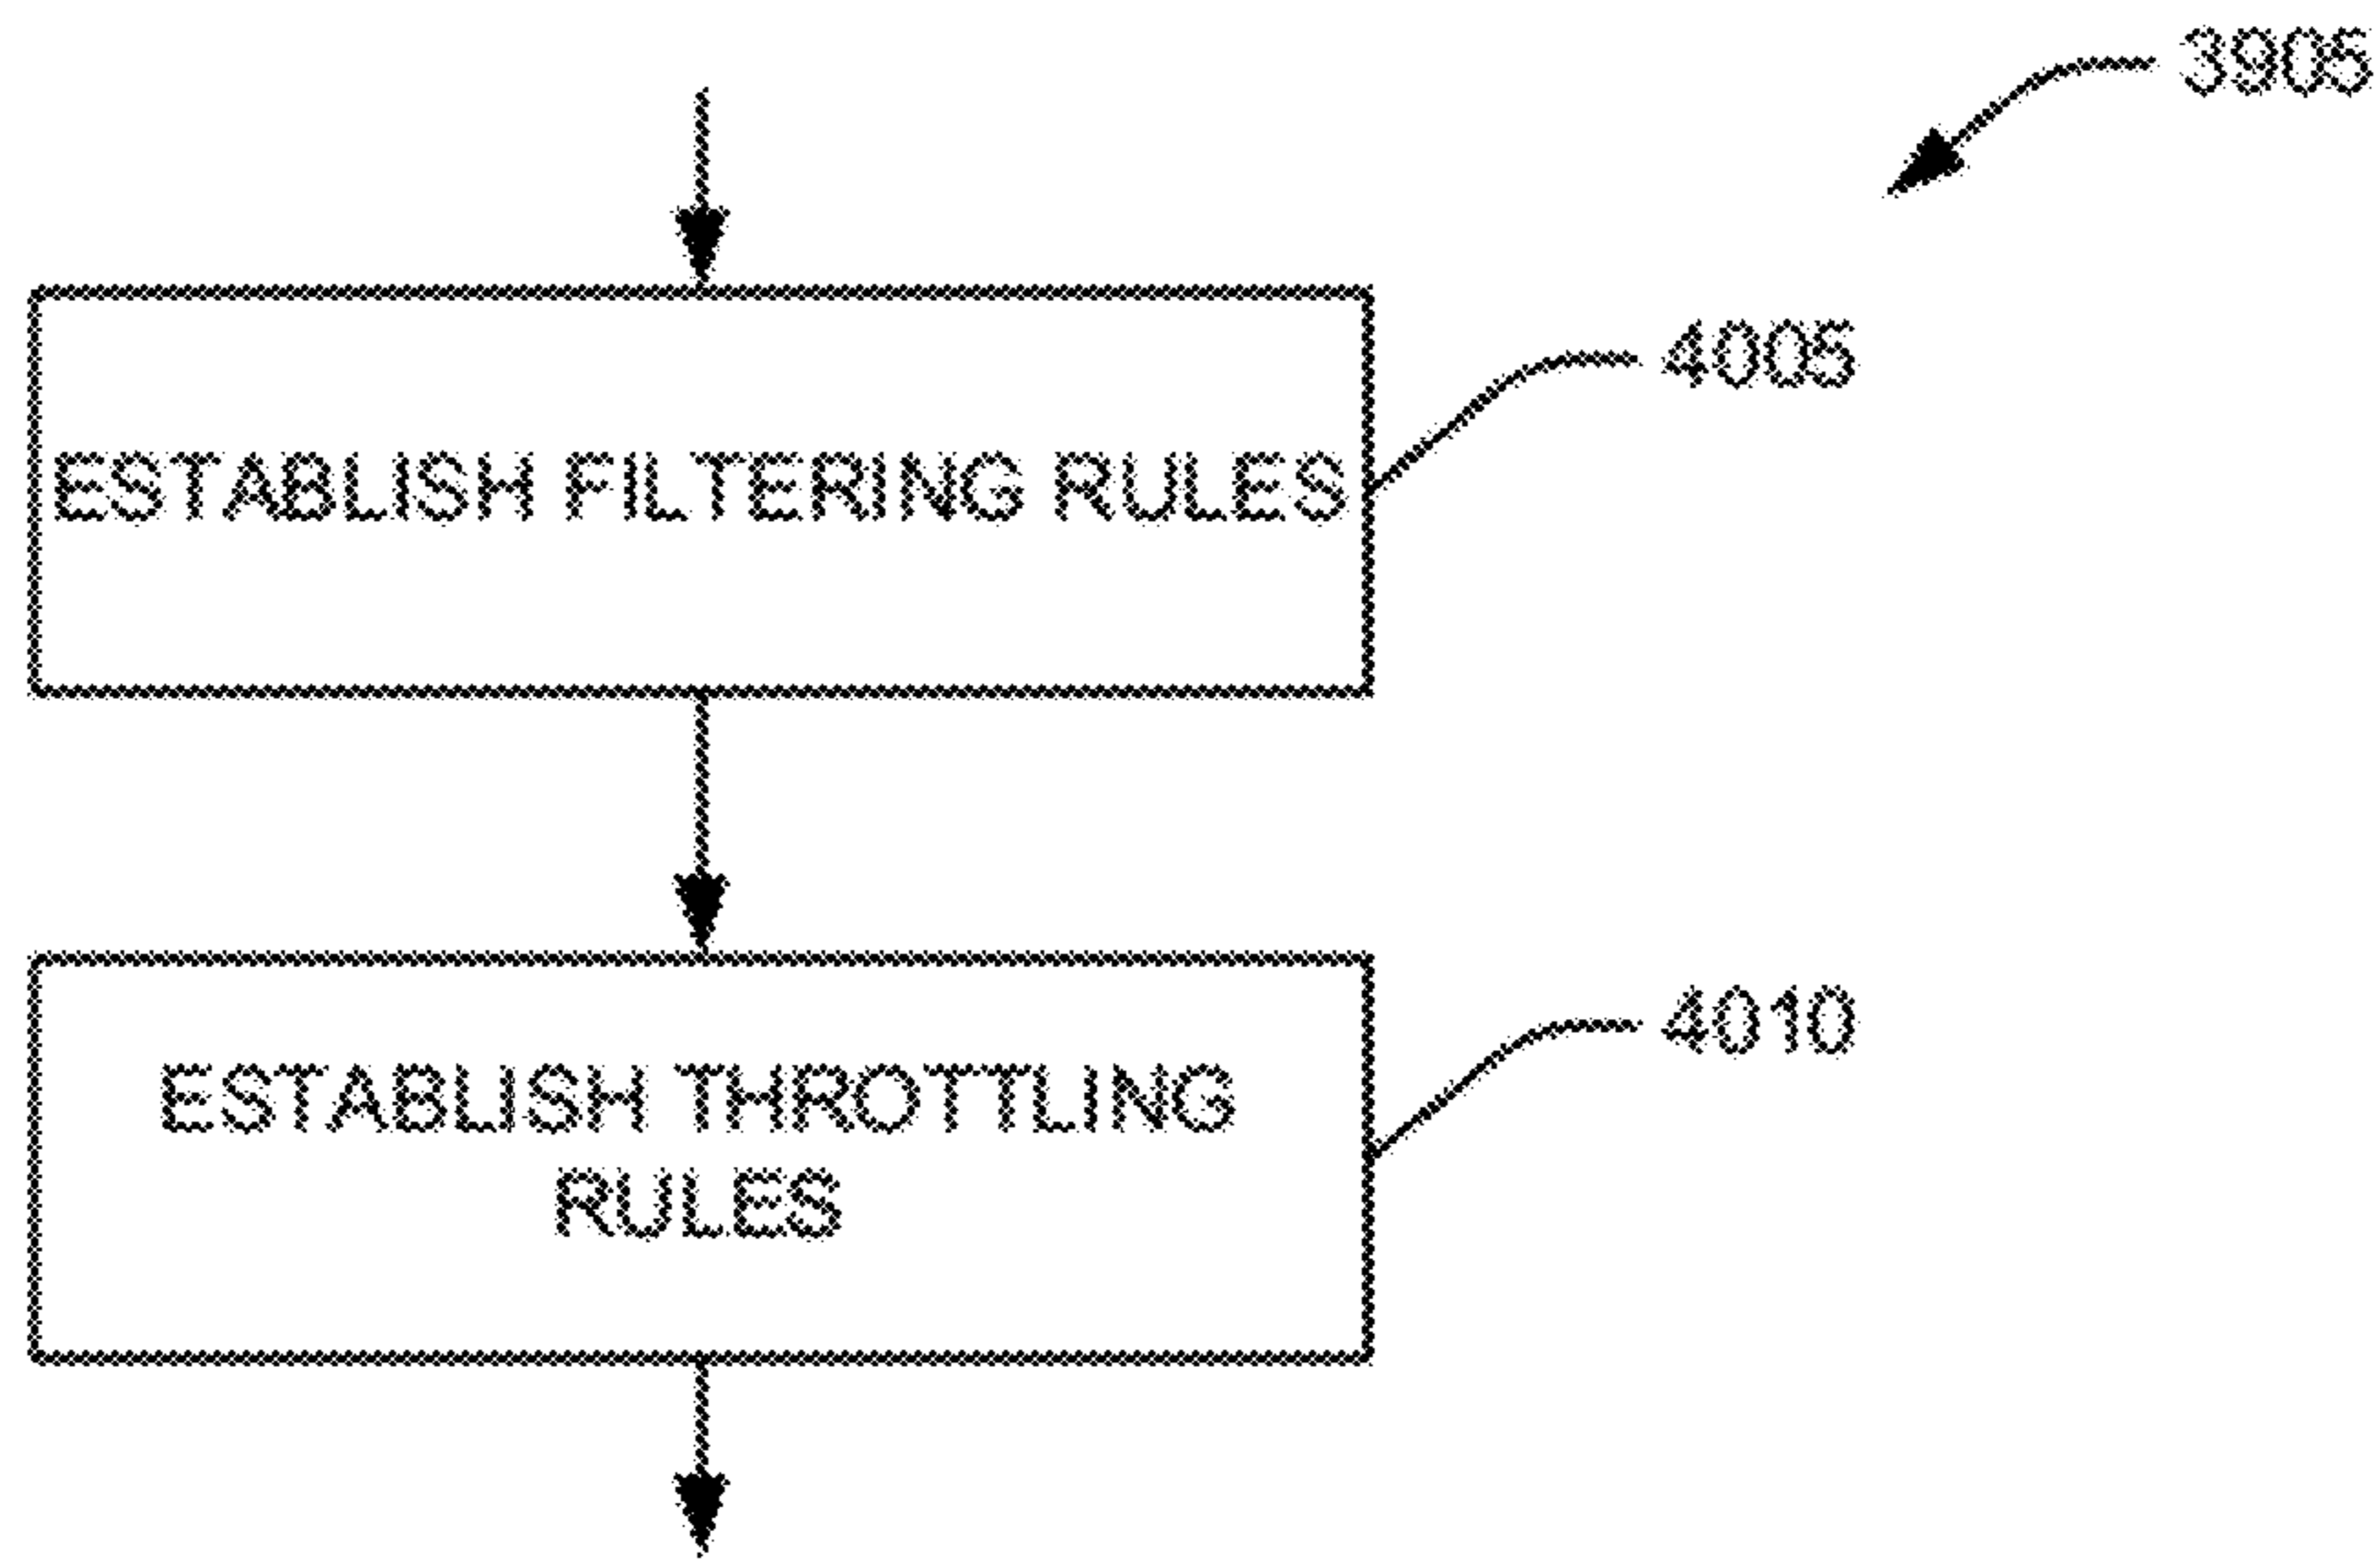 3905
4005
ESTABLISH FILTERING RULES
4010
ESTABLISH THROTTLING
RULES